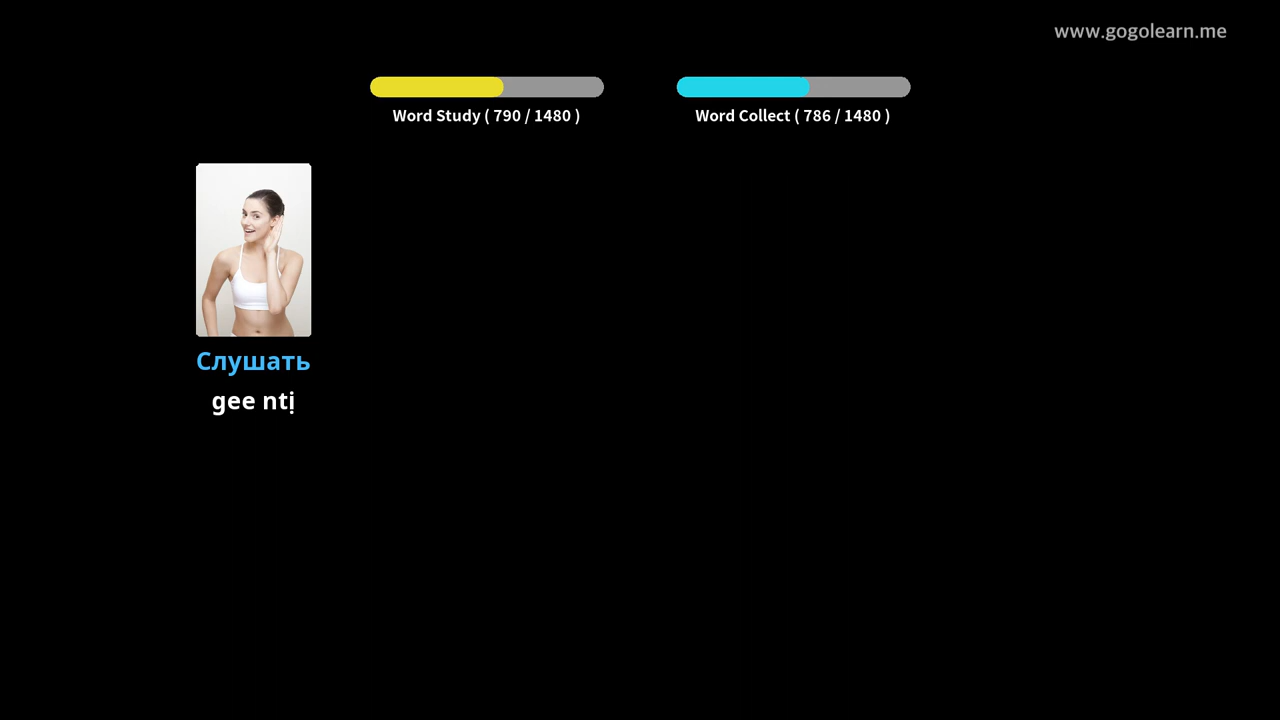 www.gogolearn.me
Word Study ( 790 / 1480 )
Word Collect ( 786 / 1480 )
Слушать
gee ntị